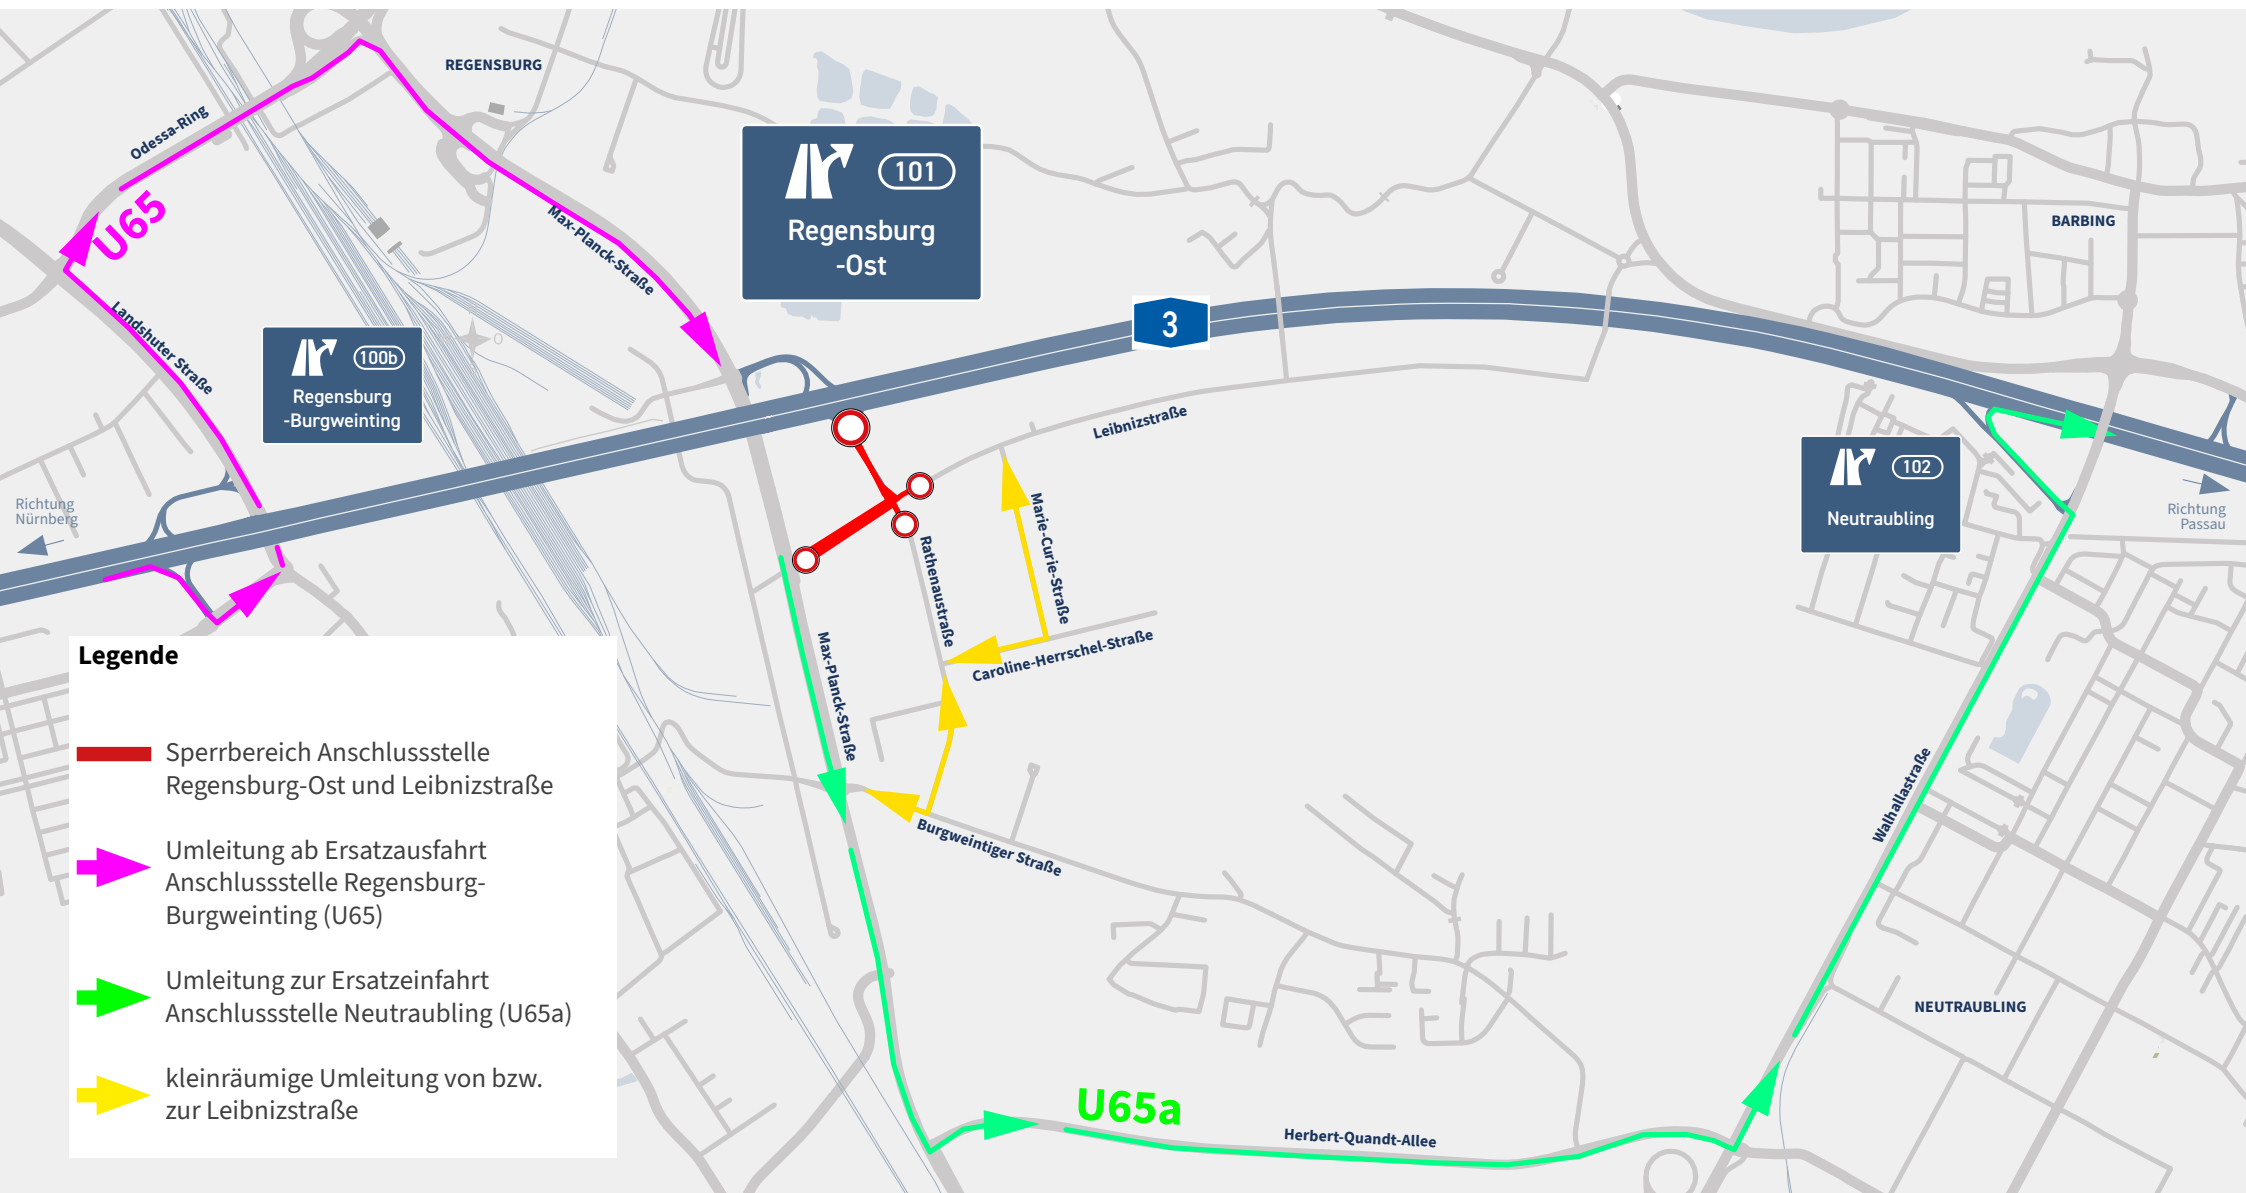 REGENSBURG
Odessa-Ring
U65
Max-Planck-Straße
Landshuter Straße
101
Regensburg
-Ost
100b
Regensburg
-Burgweinting
3
BARBING
Leibnizstraße
102
Neutraubling
Richtung
Nürnberg
Richtung
Passau
Marie-Curie-Straße
Rathenaustraße
Caroline-Herrschel-Straße
Max-Planck-Straße
Burgweintiger Straße
Walhallastraße
NEUTRAUBLING
U65a
Herbert-Quandt-Allee
O
Legende
Sperrbereich Anschlussstelle
Regensburg-Ost und Leibnizstraße
Umleitung ab Ersatzausfahrt
Anschlussstelle Regensburg-
Burgweinting (U65)
Umleitung zur Ersatzeinfahrt
Anschlussstelle Neutraubling (U65a)
kleinräumige Umleitung von bzw.
zur Leibnizstraße